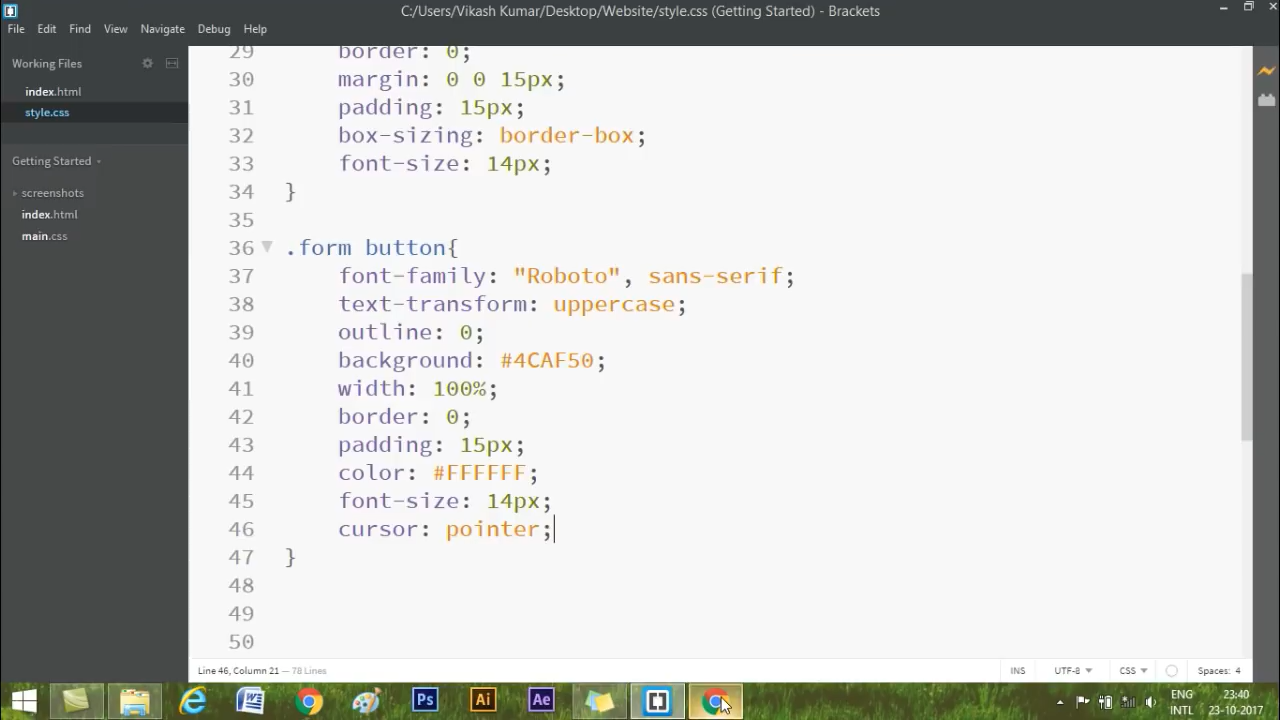 C:/Users/Vikash Kumar/Desktop/Website/style.css (Getting Started) - Brackets
File Edit Find View Navigate Debug Help
Working Files
index.html
style.css
Getting Started
screenshots
index.html
main.css
29 border: 0;
30 margin: 0 0 15px;
31 padding: 15px;
32 box-sizing: border-box;
33 font-size: 14px;
34 }
35
36 .form button{
37 font-family: "Roboto", sans-serif;
38 text-transform: uppercase;
39 outline: 0;
40 background: #4CAF50;
41 width: 100%;
42 border: 0;
43 padding: 15px;
44 color: #FFFFFF;
45 font-size: 14px;
46 cursor: pointer;
47 }
48
49
50
Line 46, Column 21 — 78 Lines
INS UTF-8 CSS Spaces: 4
Ps Ai Ae
ENG 23:40
INTL 23-10-2017